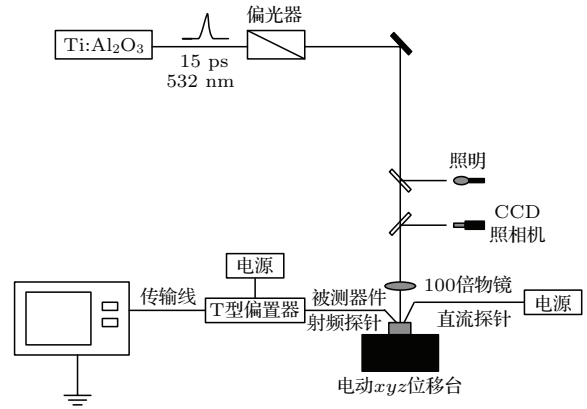 偏光器
Ti:Al₂O₃
15 ps
532 nm
照明
CCD
照相机
电源
100倍物镜
传输线
T型偏置器
被测器件
射频探针
直流探针
电源
电动xyz位移台